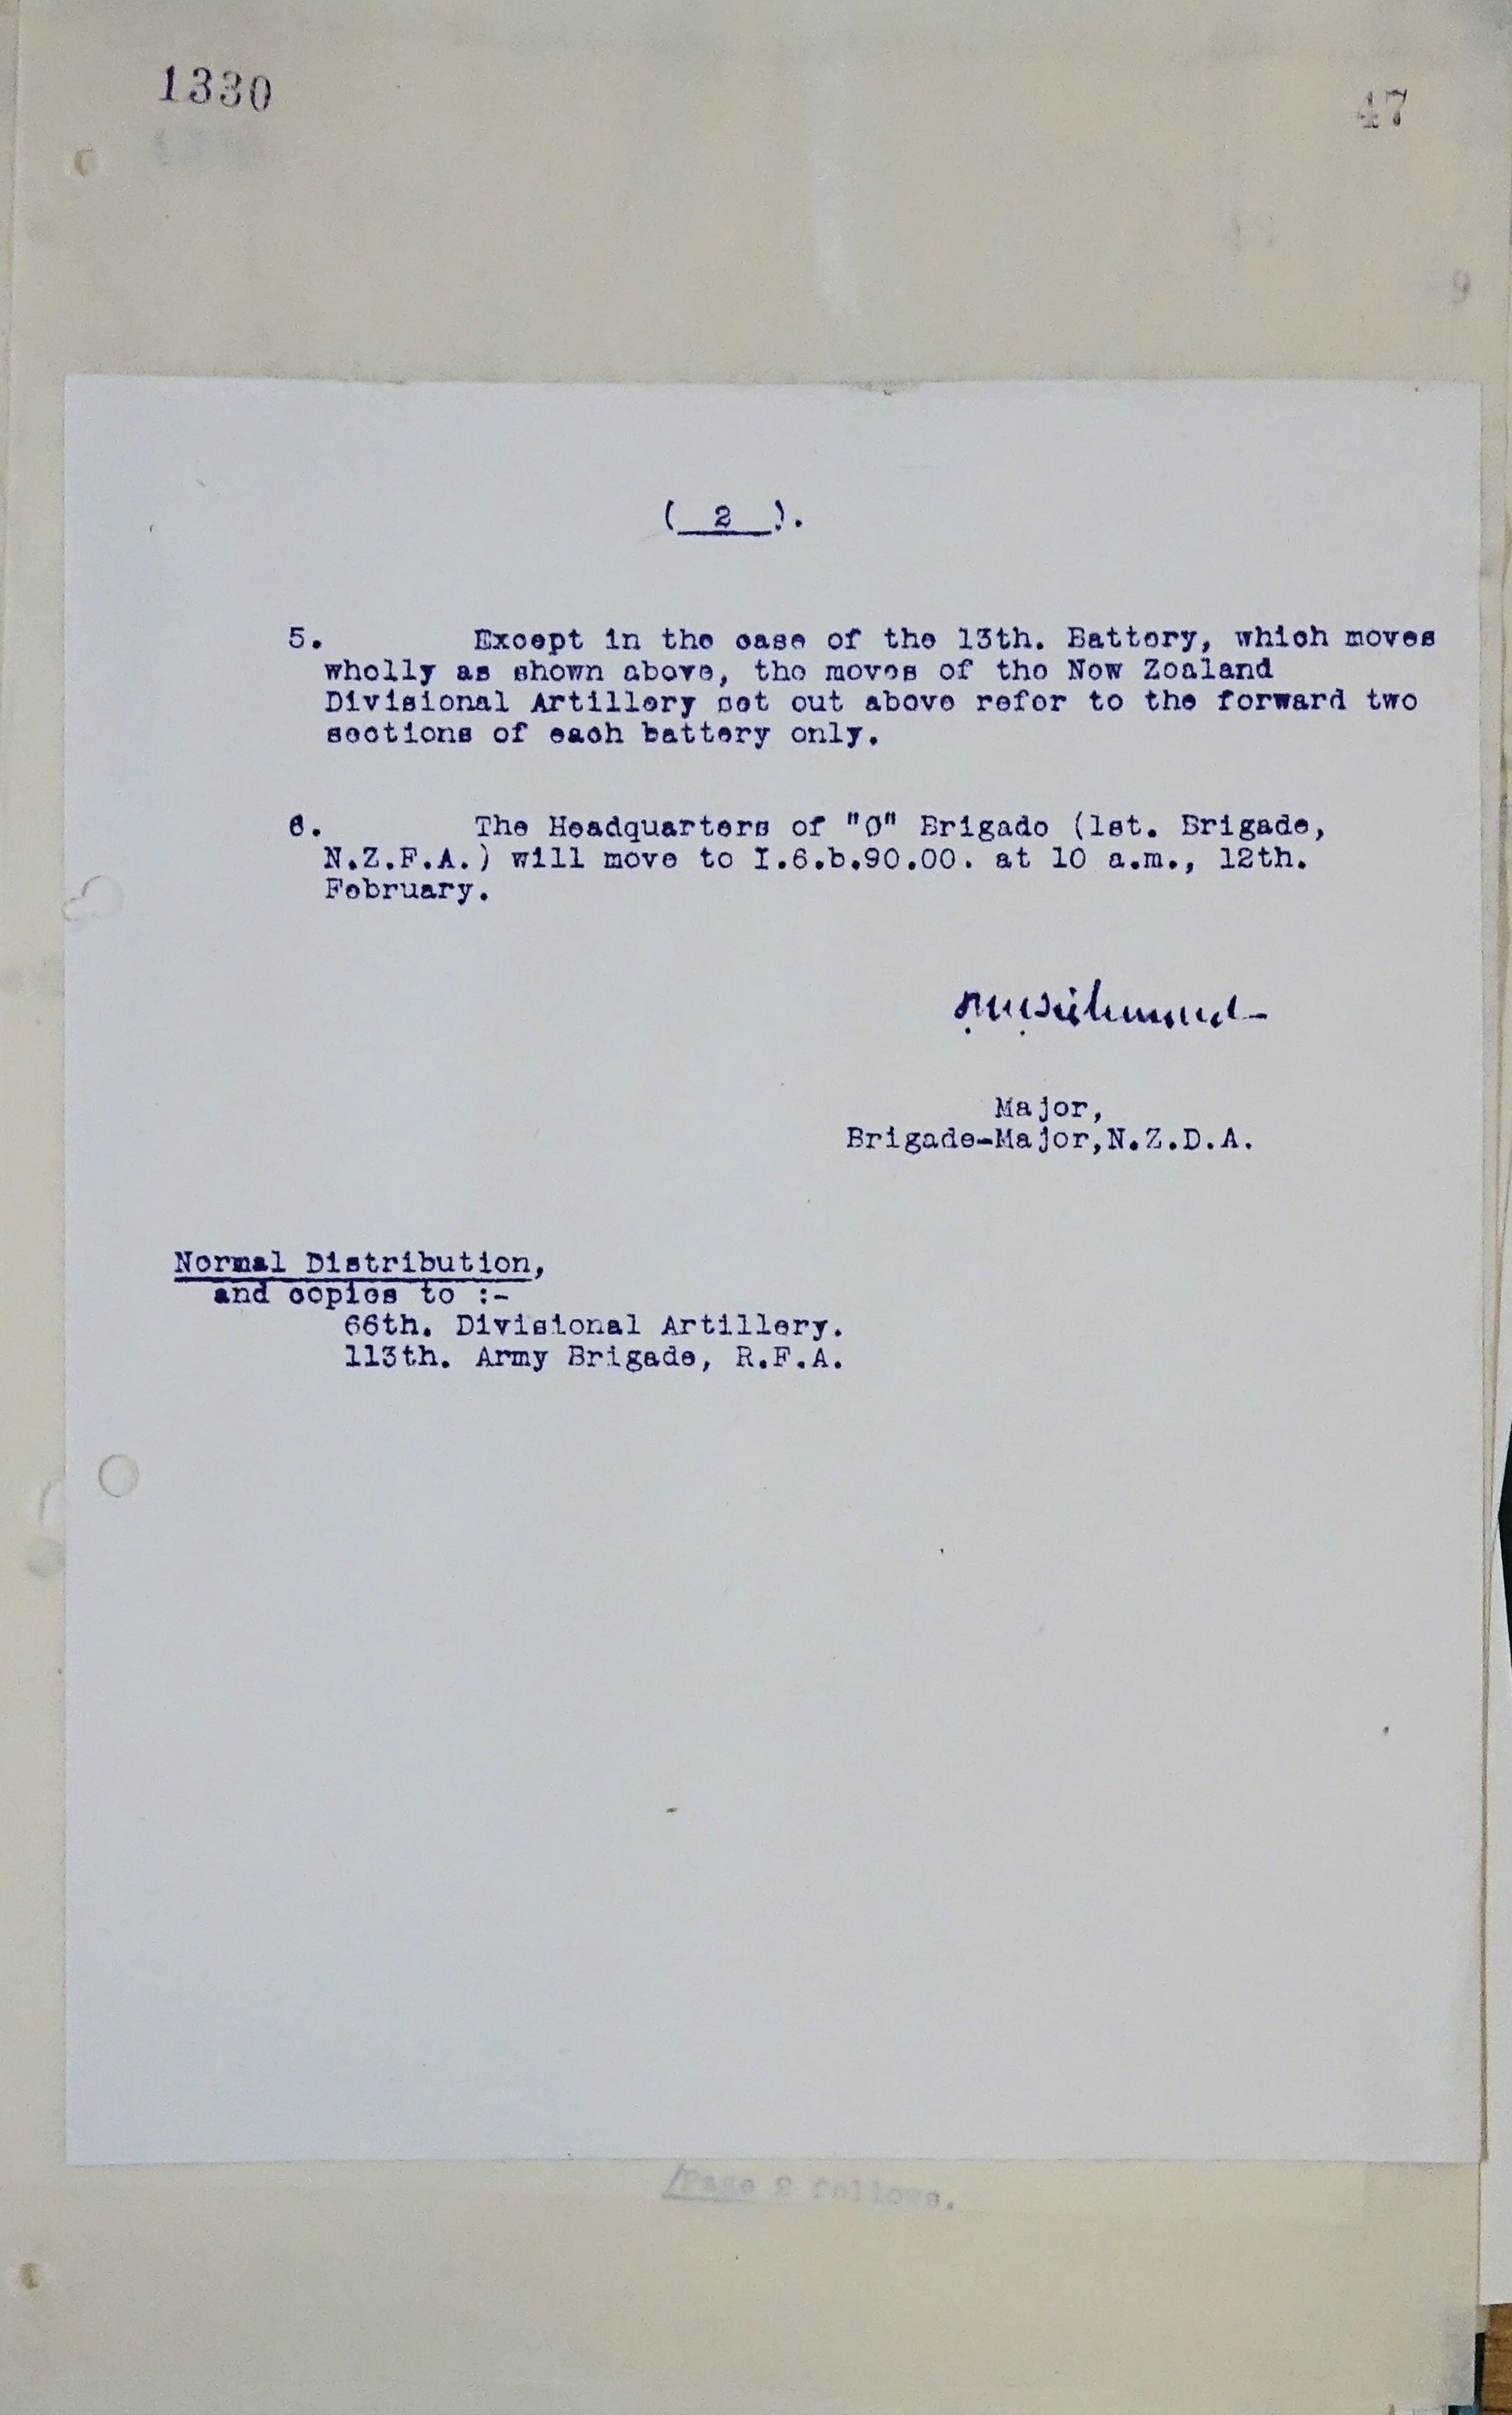 1330
47
( 2 ).
5. Except in the case of the 13th. Battery, which moves
wholly as shown above, the moves of the New Zealand
Divisional Artillery set out above refer to the forward two
sections of each battery only.
6. The Headquarters of "O" Brigade (1st. Brigade,
N.Z.F.A.) will move to I.6.b.90.00. at 10 a.m., 12th.
February.
Major,
Brigade-Major,N.Z.D.A.
Normal Distribution,
and copies to :-
66th. Divisional Artillery.
113th. Army Brigade, R.F.A.
/Page 2 follows.